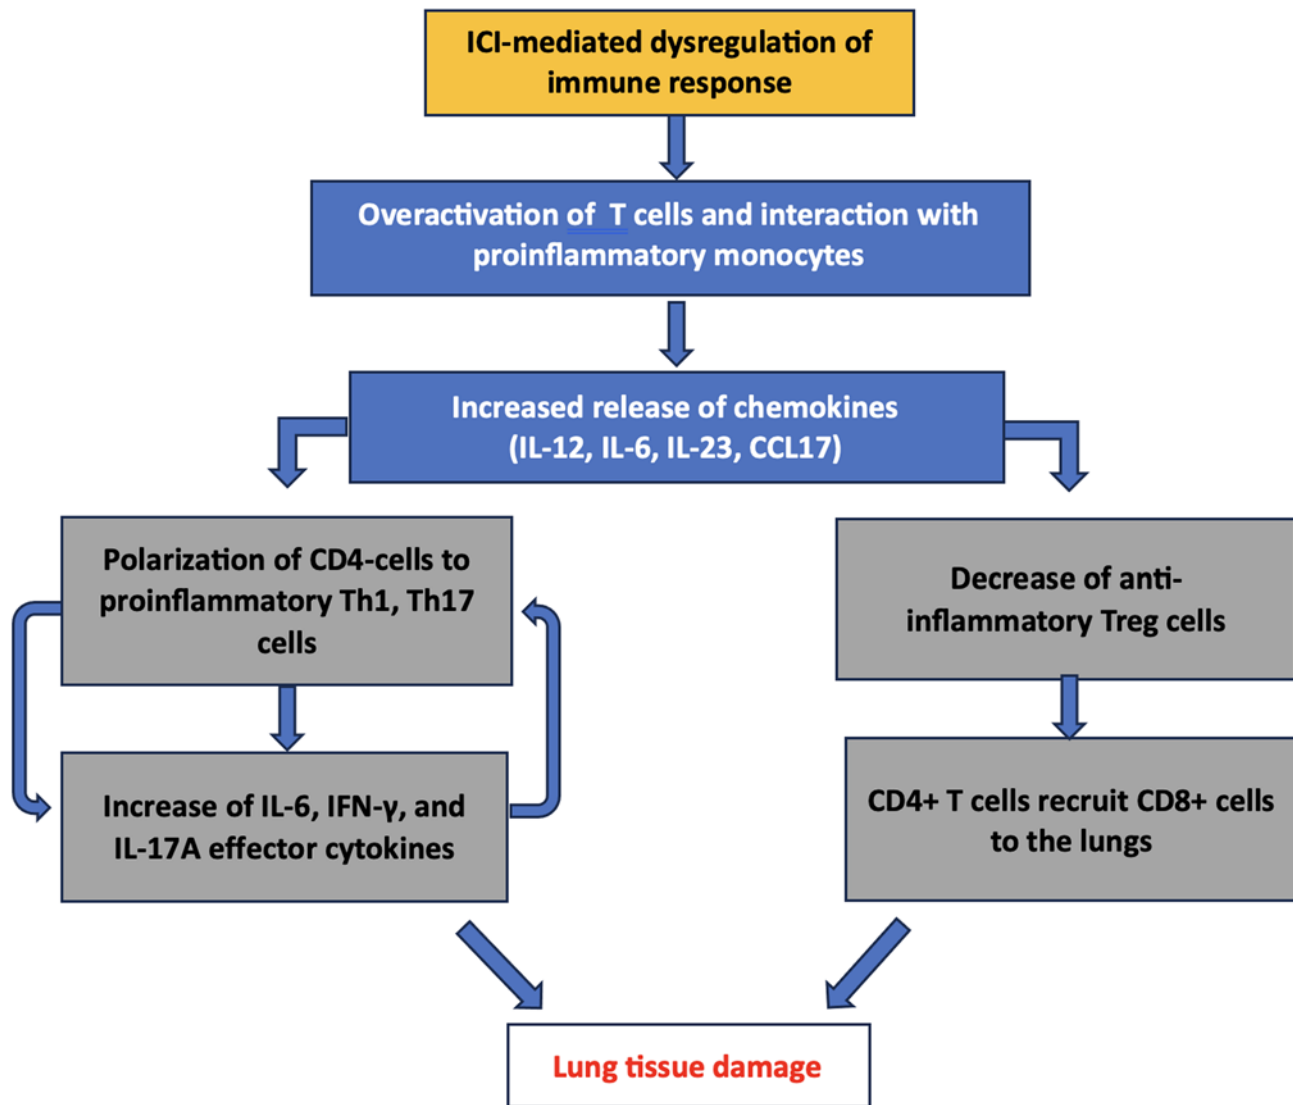 ICI-mediated dysregulation of
immune response
Overactivation of T cells and interaction with
proinflammatory monocytes
Increased release of chemokines
(IL-12, IL-6, IL-23, CCL17)
Polarization of CD4-cells to
proinflammatory Th1, Th17
cells
Decrease of anti-
inflammatory Treg cells
Increase of IL-6, IFN-γ, and
IL-17A effector cytokines
CD4+ T cells recruit CD8+ cells
to the lungs
Lung tissue damage